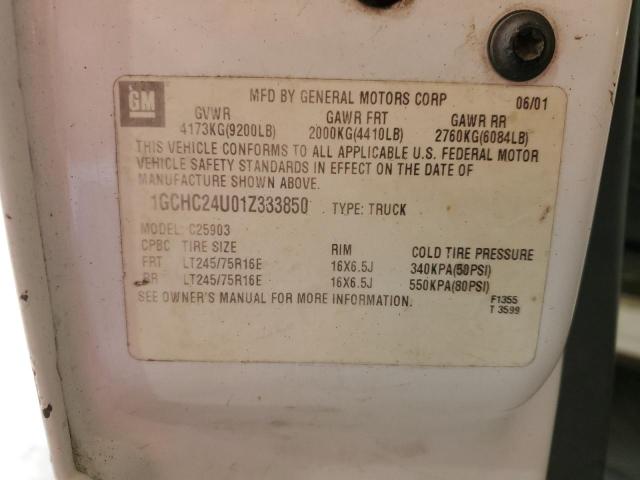 GM
MFD BY GENERAL MOTORS CORP 06/01
GVWR GAWR FRT GAWR RR
4173KG(9200LB) 2000KG(4410LB) 2760KG(6084LB)
THIS VEHICLE CONFORMS TO ALL APPLICABLE U.S. FEDERAL MOTOR
VEHICLE SAFETY STANDARDS IN EFFECT ON THE DATE OF
MANUFACTURE SHOWN ABOVE.
1GCHC24U01Z333850 TYPE: TRUCK
MODEL: C25903
CPBC TIRE SIZE RIM COLD TIRE PRESSURE
FRT LT245/75R16E 16X6.5J 340KPA(50PSI)
RR LT245/75R16E 16X6.5J 550KPA(80PSI)
SEE OWNER'S MANUAL FOR MORE INFORMATION. F1355
T 3599